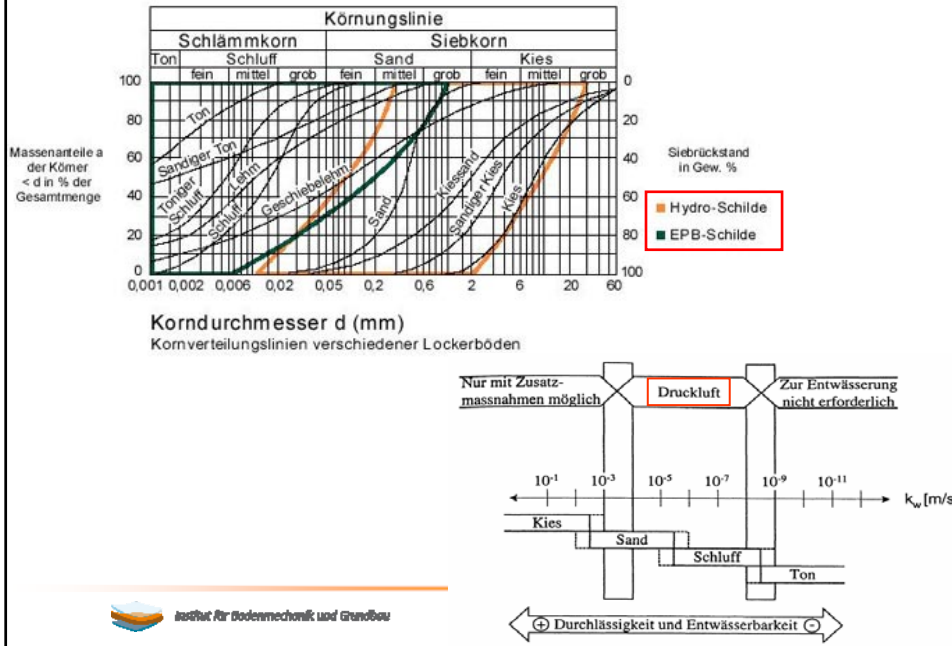 Körnungslinie
Schlämmkorn Siebkorn
Ton Schluff Sand Kies
fein mittel grob fein mittel grob fein mittel grob
100 0
80 20
60 40
40 60
20 80
0 100
Massenanteile a
der Körner
< d in % der
Gesamtmenge
Ton
Sandiger Ton
Toniger
Schluff
Schluff
Lehm
Geschiebelehm
Sand
Kiessand
Sandiger Kies
Kies
Siebrückstand
in Gew. %
Hydro-Schilde
EPB-Schilde
0,001 0,002 0,006 0,02 0,05 0,2 0,6 2 6 20 60
Korndurchmesser d (mm)
Kornverteilungslinien verschiedener Lockerböden
Nur mit Zusatz-
massnahmen möglich
Druckluft
Zur Entwässerung
nicht erforderlich
10⁻¹ 10⁻³ 10⁻⁵ 10⁻⁷ 10⁻⁹ 10⁻¹¹
k_w [m/s
Kies
Sand
Schluff
Ton
+ Durchlässigkeit und Entwässerbarkeit -
Institut für Bodenmechanik und Grundbau